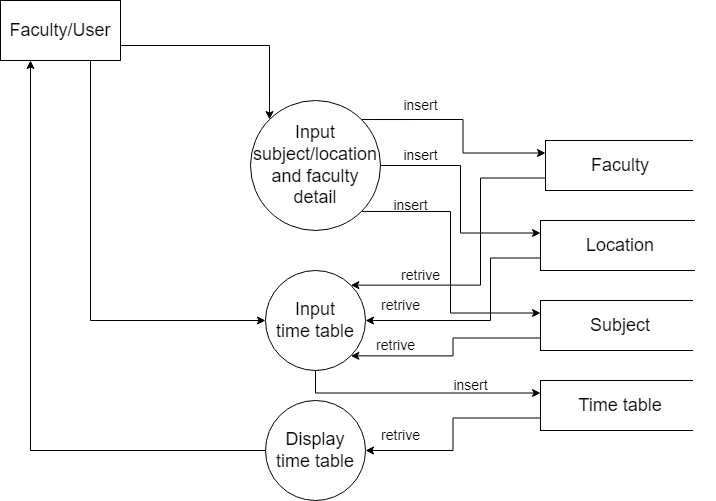 Faculty/User
insert
Input
subject/location
and faculty
detail
insert
Faculty
insert
Location
retrive
Input
time table
retrive
Subject
retrive
insert
Time table
Display
time table
retrive